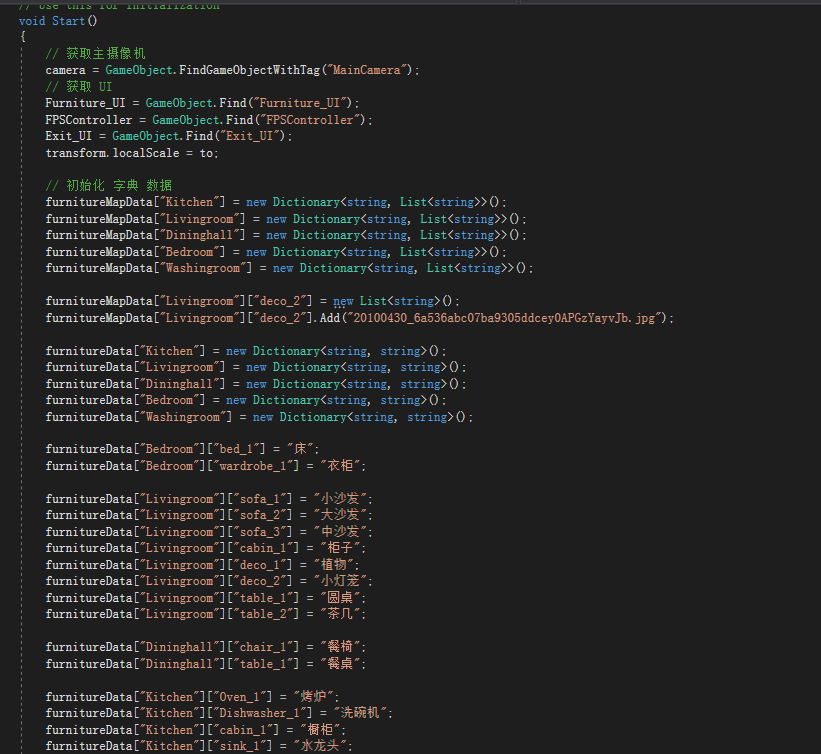 // Use this for initialization
void Start()
{
// 获取主摄像机
camera = GameObject.FindGameObjectWithTag("MainCamera");
// 获取 UI
Furniture_UI = GameObject.Find("Furniture_UI");
FPSController = GameObject.Find("FPSController");
Exit_UI = GameObject.Find("Exit_UI");
transform.localScale = to;
// 初始化 字典 数据
furnitureMapData["Kitchen"] = new Dictionary<string, List<string>>();
furnitureMapData["Livingroom"] = new Dictionary<string, List<string>>();
furnitureMapData["Dininghall"] = new Dictionary<string, List<string>>();
furnitureMapData["Bedroom"] = new Dictionary<string, List<string>>();
furnitureMapData["Washingroom"] = new Dictionary<string, List<string>>();
furnitureMapData["Livingroom"]["deco_2"] = new List<string>();
furnitureMapData["Livingroom"]["deco_2"].Add("20100430_6a536abc07ba9305ddceyOAPGzYayvJb.jpg");
furnitureData["Kitchen"] = new Dictionary<string, string>();
furnitureData["Livingroom"] = new Dictionary<string, string>();
furnitureData["Dininghall"] = new Dictionary<string, string>();
furnitureData["Bedroom"] = new Dictionary<string, string>();
furnitureData["Washingroom"] = new Dictionary<string, string>();
furnitureData["Bedroom"]["bed_1"] = "床";
furnitureData["Bedroom"]["wardrobe_1"] = "衣柜";
furnitureData["Livingroom"]["sofa_1"] = "小沙发";
furnitureData["Livingroom"]["sofa_2"] = "大沙发";
furnitureData["Livingroom"]["sofa_3"] = "中沙发";
furnitureData["Livingroom"]["cabin_1"] = "柜子";
furnitureData["Livingroom"]["deco_1"] = "植物";
furnitureData["Livingroom"]["deco_2"] = "小灯笼";
furnitureData["Livingroom"]["table_1"] = "圆桌";
furnitureData["Livingroom"]["table_2"] = "茶几";
furnitureData["Dininghall"]["chair_1"] = "餐椅";
furnitureData["Dininghall"]["table_1"] = "餐桌";
furnitureData["Kitchen"]["Oven_1"] = "烤炉";
furnitureData["Kitchen"]["Dishwasher_1"] = "洗碗机";
furnitureData["Kitchen"]["cabin_1"] = "橱柜";
furnitureData["Kitchen"]["sink_1"] = "水龙头";